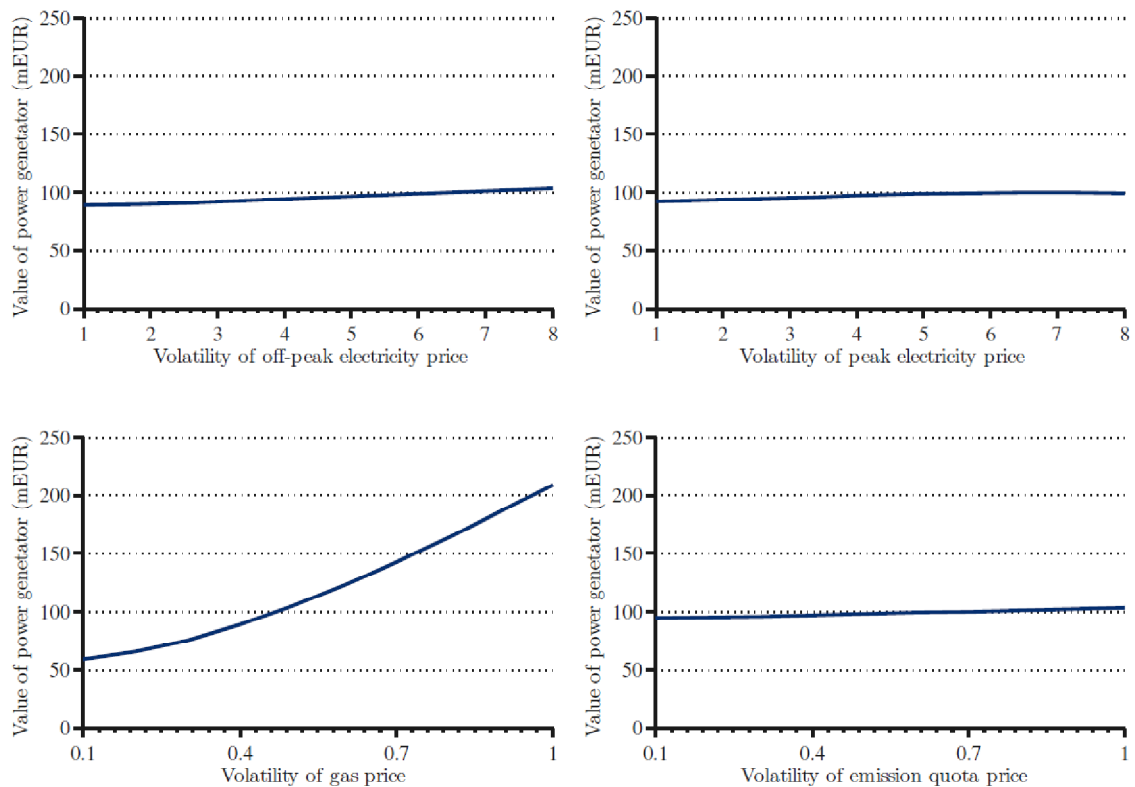 Value of power genetator (mEUR)
250
200
150
100
50
0
1 2 3 4 5 6 7 8
Volatility of off-peak electricity price
Value of power genetator (mEUR)
250
200
150
100
50
0
1 2 3 4 5 6 7 8
Volatility of peak electricity price
Value of power genetator (mEUR)
250
200
150
100
50
0
0.1 0.4 0.7 1
Volatility of gas price
Value of power genetator (mEUR)
250
200
150
100
50
0
0.1 0.4 0.7 1
Volatility of emission quota price